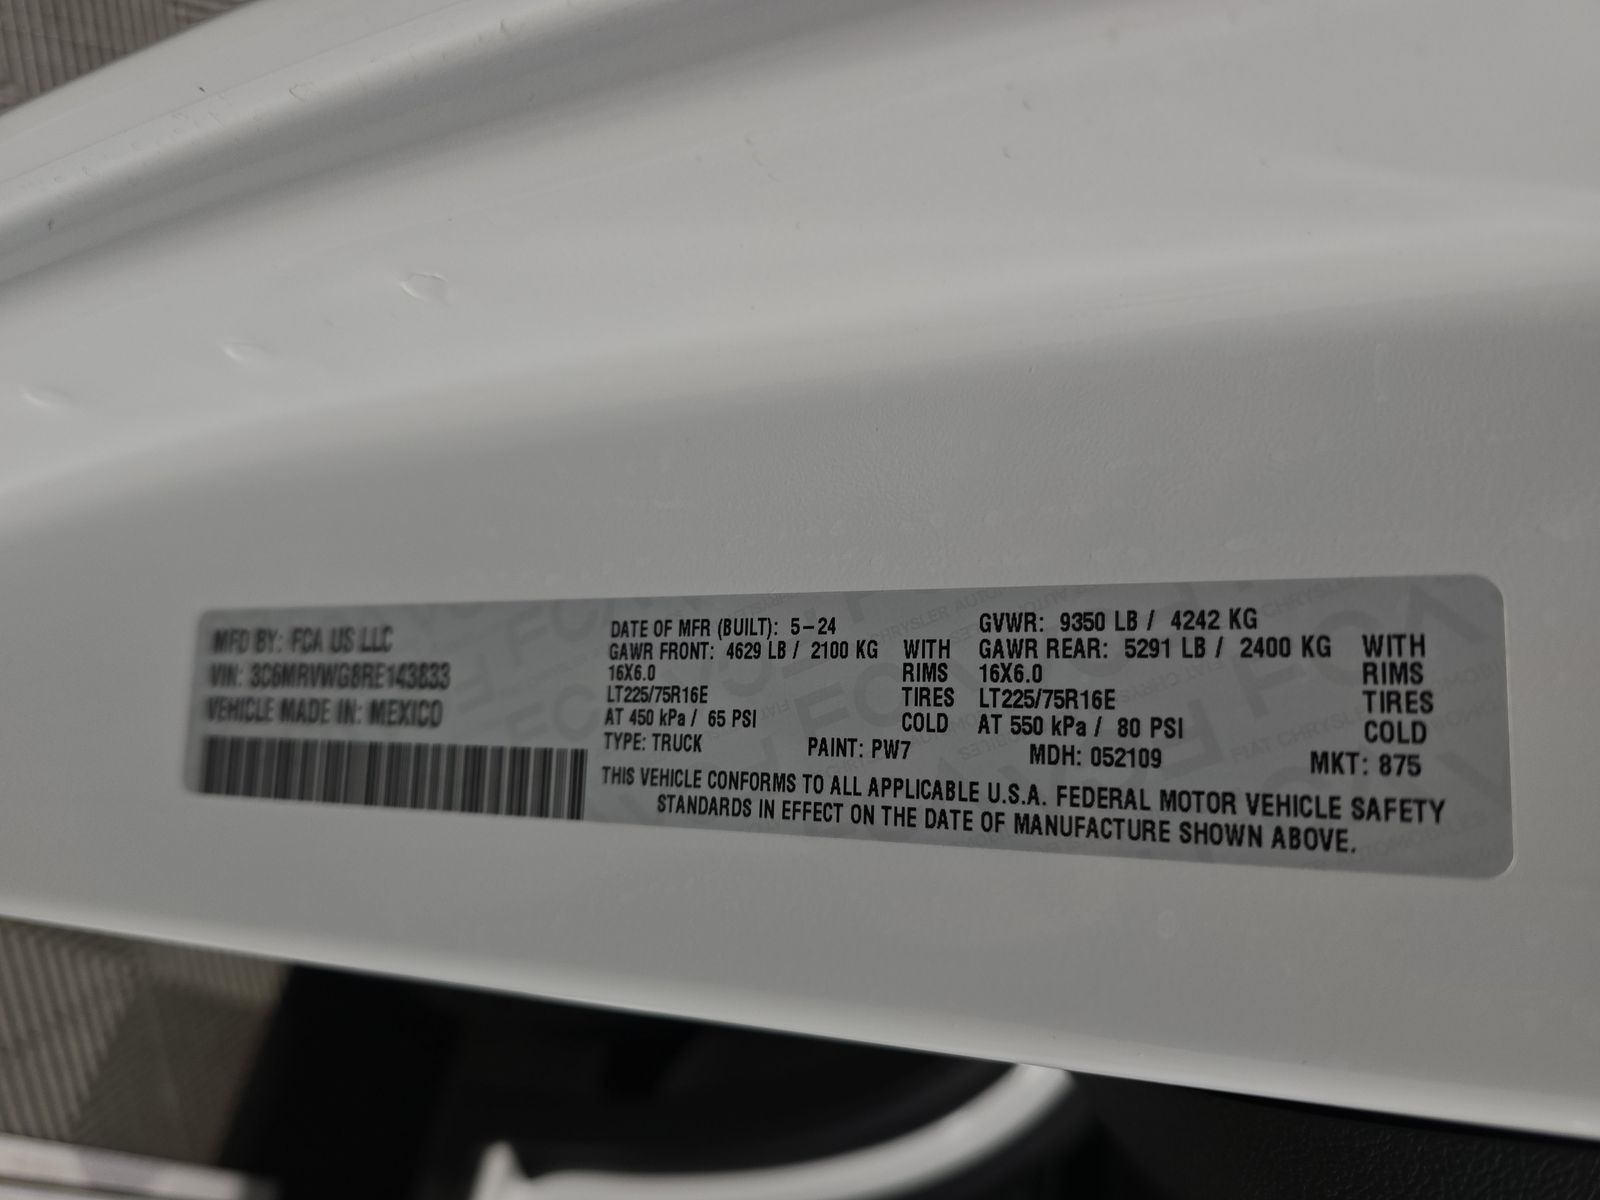 MFD BY: FCA US LLC
VIN: 3C6MRVWG8RE143833
VEHICLE MADE IN: MEXICO
DATE OF MFR (BUILT): 5-24
GVWR: 9350 LB / 4242 KG
GAWR FRONT: 4629 LB / 2100 KG WITH
16X6.0 RIMS
LT225/75R16E TIRES
AT 450 kPa / 65 PSI COLD
GAWR REAR: 5291 LB / 2400 KG WITH
16X6.0 RIMS
LT225/75R16E TIRES
AT 550 kPa / 80 PSI COLD
TYPE: TRUCK PAINT: PW7 MDH: 052109 MKT: 875
THIS VEHICLE CONFORMS TO ALL APPLICABLE U.S.A. FEDERAL MOTOR VEHICLE SAFETY
STANDARDS IN EFFECT ON THE DATE OF MANUFACTURE SHOWN ABOVE.